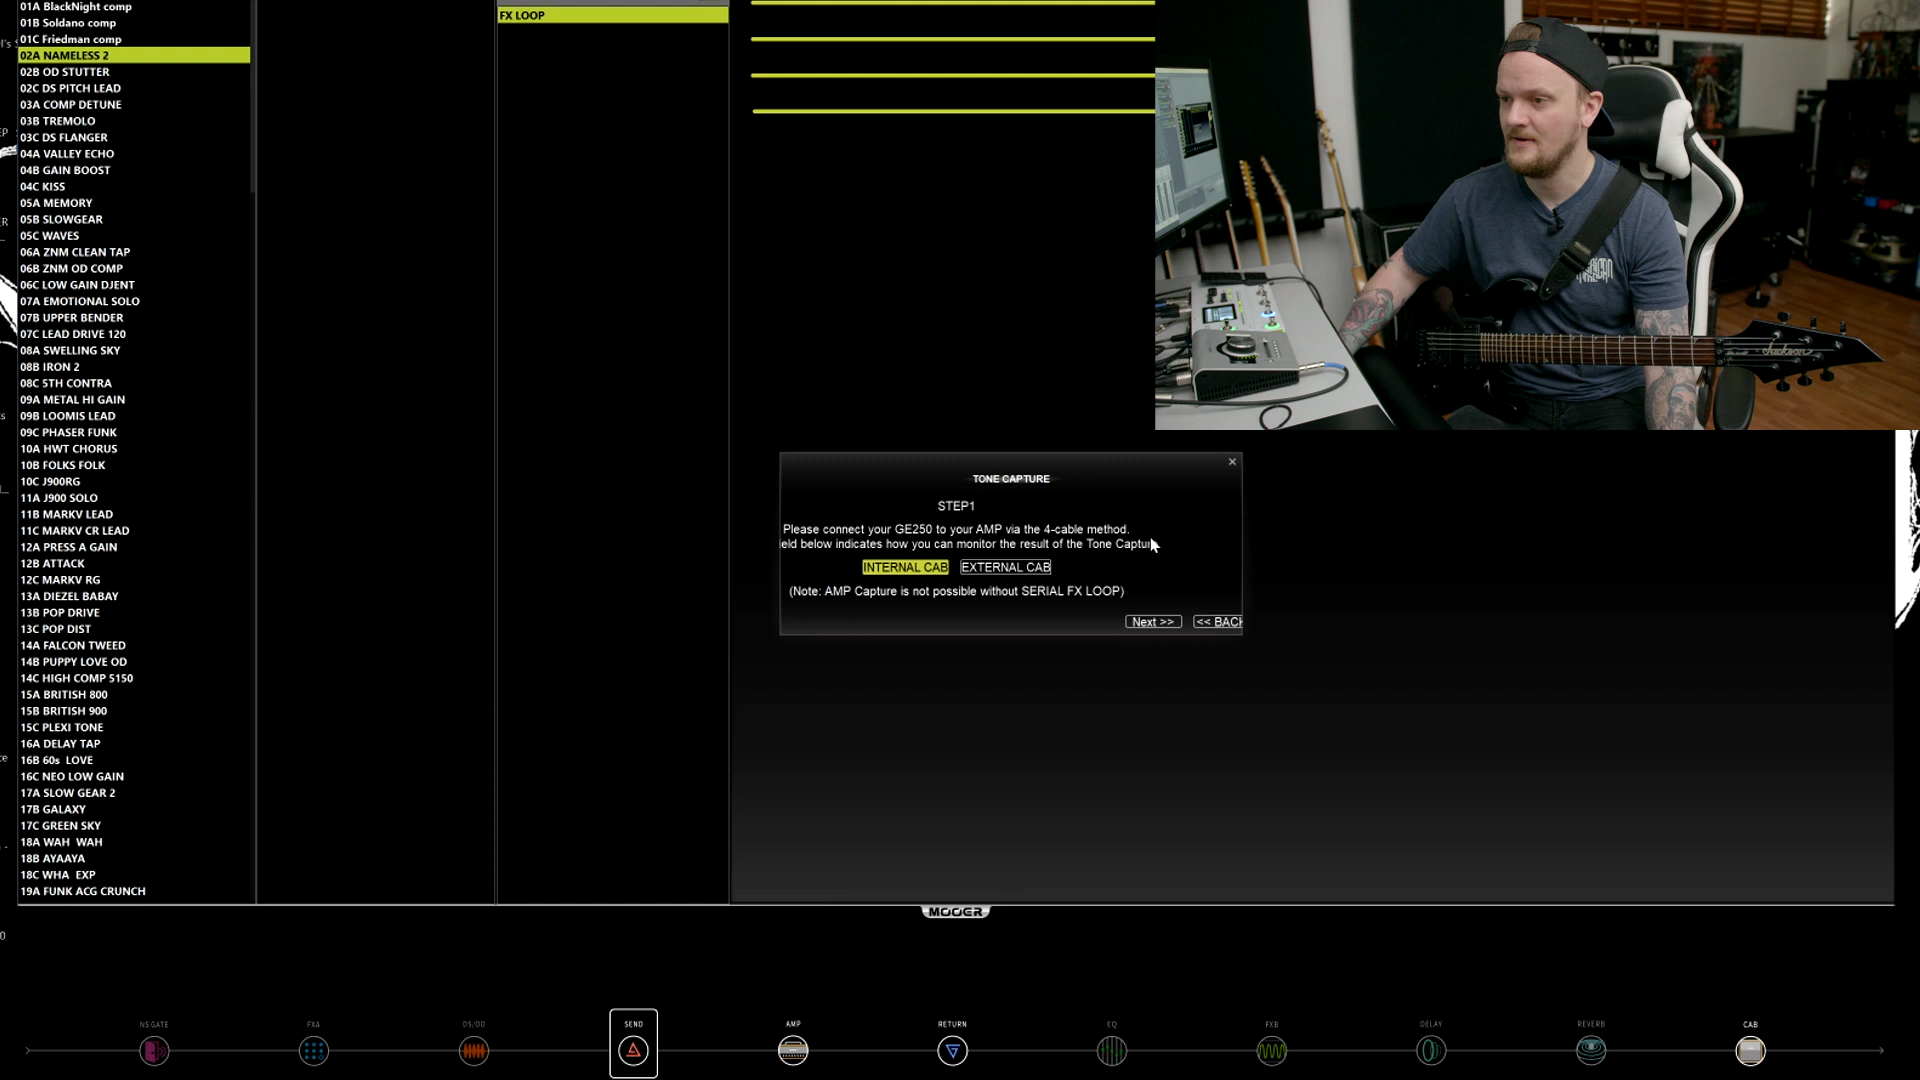 01A BlackNight comp
01B Soldano comp
01C Friedman comp
02A NAMELESS 2
02B OD STUTTER
02C DS PITCH LEAD
03A COMP DETUNE
03B TREMOLO
03C DS FLANGER
04A VALLEY ECHO
04B GAIN BOOST
04C KISS
05A MEMORY
05B SLOWGEAR
05C WAVES
06A ZNM CLEAN TAP
06B ZNM OD COMP
06C LOW GAIN DJENT
07A EMOTIONAL SOLO
07B UPPER BENDER
07C LEAD DRIVE 120
08A SWELLING SKY
08B IRON 2
08C 5TH CONTRA
09A METAL HI GAIN
09B LOOMIS LEAD
09C PHASER FUNK
10A HWT CHORUS
10B FOLKS FOLK
10C J900RG
11A J900 SOLO
11B MARKV LEAD
11C MARKV CR LEAD
12A PRESS A GAIN
12B ATTACK
12C MARKV RG
13A DIEZEL BABAY
13B POP DRIVE
13C POP DIST
14A FALCON TWEED
14B PUPPY LOVE OD
14C HIGH COMP 5150
15A BRITISH 800
15B BRITISH 900
15C PLEXI TONE
16A DELAY TAP
16B 60s  LOVE
16C NEO LOW GAIN
17A SLOW GEAR 2
17B GALAXY
17C GREEN SKY
18A WAH  WAH
18B AYAAYA
18C WHA  EXP
19A FUNK ACG CRUNCH
FX LOOP
Jackson
TONE CAPTURE
STEP1
Please connect your GE250 to your AMP via the 4-cable method.
eld below indicates how you can monitor the result of the Tone Captur
INTERNAL CAB EXTERNAL CAB
(Note: AMP Capture is not possible without SERIAL FX LOOP)
Next >> << BACK
MOOER
NS GATE FXA DS/OD SEND AMP RETURN EQ FXB DELAY REVERB CAB